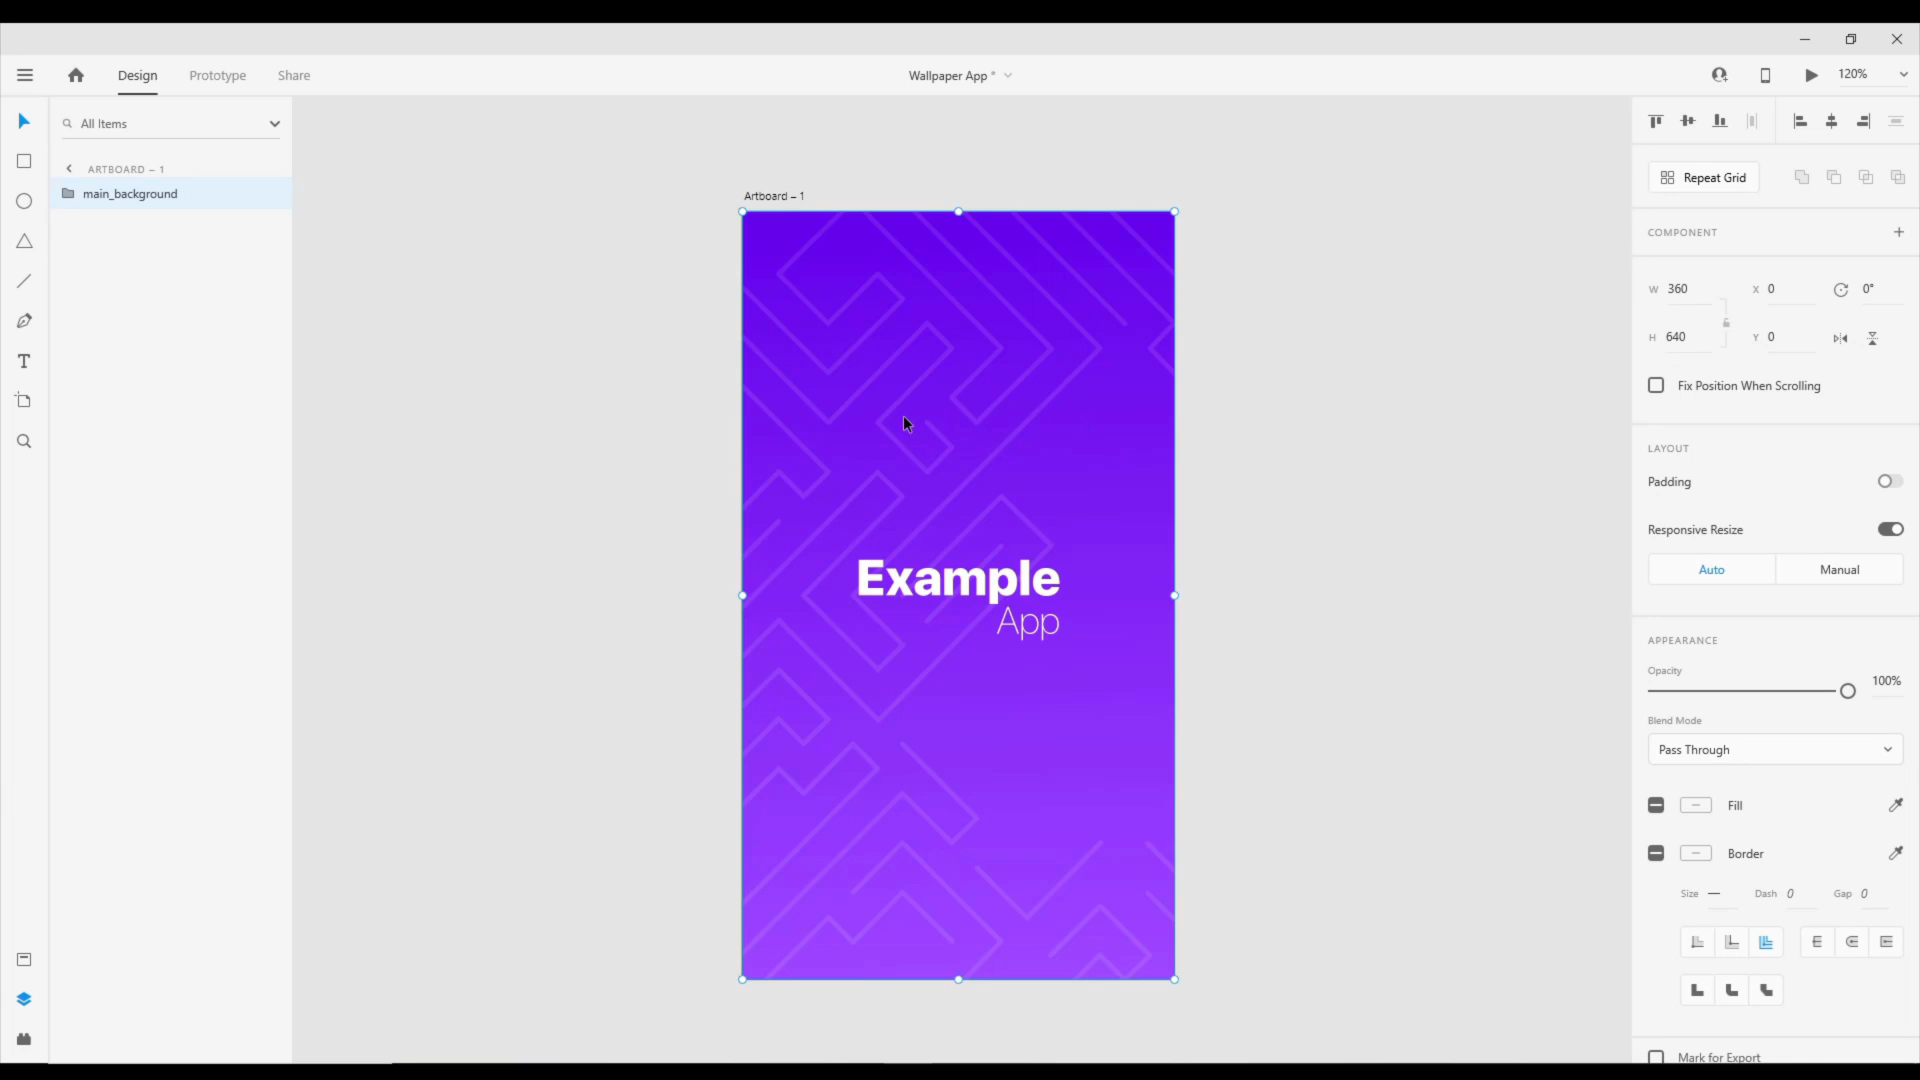 Design
Prototype
Share
Wallpaper App *
120%
All Items
ARTBOARD – 1
main_background
Artboard – 1
Example
App
Repeat Grid
COMPONENT
W 360
X 0
0°
H 640
Y 0
Fix Position When Scrolling
LAYOUT
Padding
Responsive Resize
Auto
Manual
APPEARANCE
Opacity
100%
Blend Mode
Pass Through
Fill
Border
Size —
Dash 0
Gap 0
Mark for Export